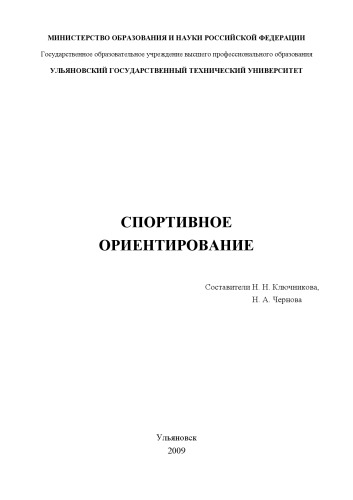 МИНИСТЕРСТВО ОБРАЗОВАНИЯ И НАУКИ РОССИЙСКОЙ ФЕДЕРАЦИИ
Государственное образовательное учреждение высшего профессионального образования
УЛЬЯНОВСКИЙ ГОСУДАРСТВЕННЫЙ ТЕХНИЧЕСКИЙ УНИВЕРСИТЕТ
СПОРТИВНОЕ
ОРИЕНТИРОВАНИЕ
Составители Н. Н. Ключникова,
Н. А. Чернова
Ульяновск
2009